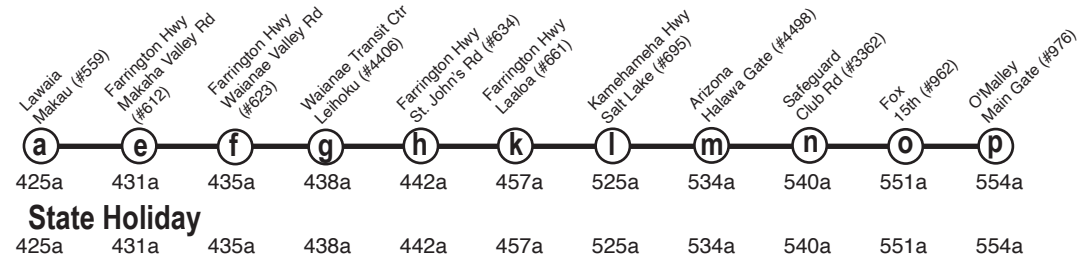 Lawaia
Makau (#559)
Farrington Hwy
Makaha Valley Rd
(#612)
Farrington Hwy
Waianae Valley Rd
(#623)
Waianae Transit Ctr
Leihoku (#4406)
Farrington Hwy
St. John's Rd (#634)
Farrington Hwy
Laaloa (#661)
Kamehameha Hwy
Salt Lake (#695)
Arizona
Halawa Gate (#4498)
Safeguard
Club Rd (#3362)
Fox
15th (#962)
O'Malley
Main Gate (#976)
a e f g h k l m n o p
425a 431a 435a 438a 442a 457a 525a 534a 540a 551a 554a
State Holiday
425a 431a 435a 438a 442a 457a 525a 534a 540a 551a 554a